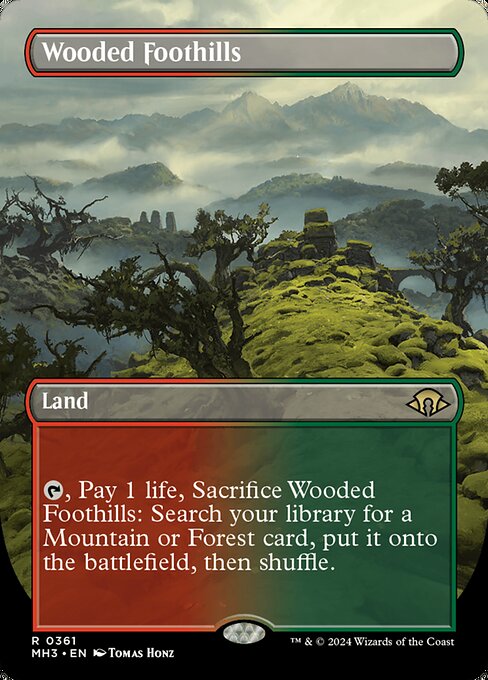 Wooded Foothills
Land
, Pay 1 life, Sacrifice Wooded
Foothills: Search your library for a
Mountain or Forest card, put it onto
the battlefield, then shuffle.
R 0361
MH3 • EN Tomas Honz
™ & © 2024 Wizards of the Coast